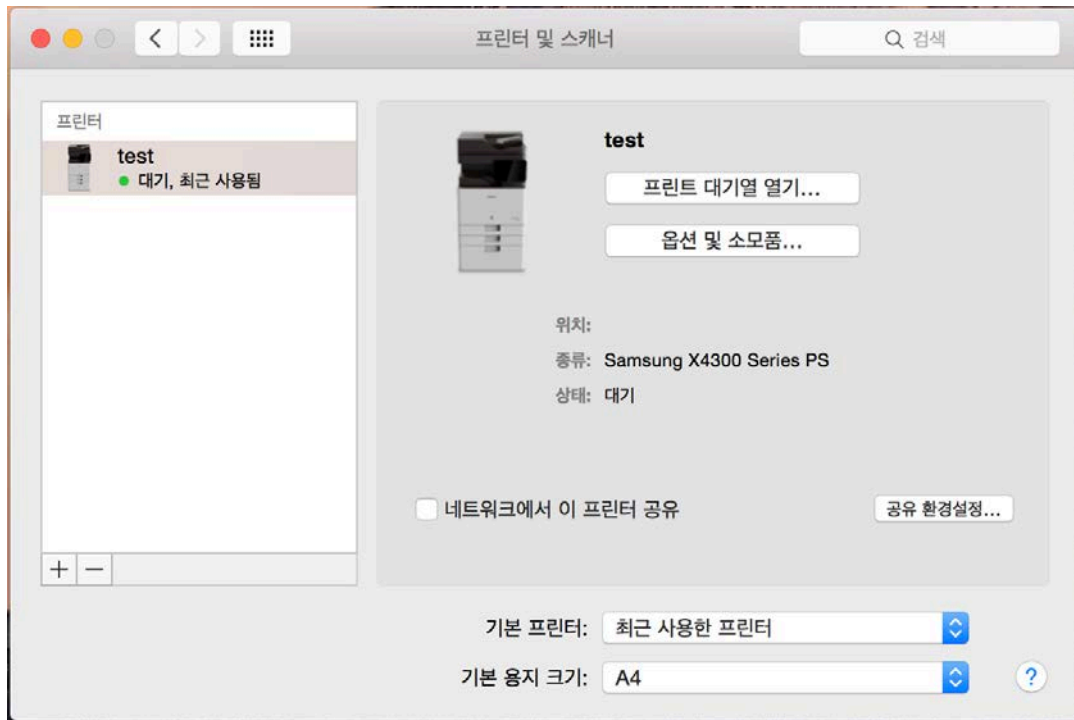 프린터 및 스캐너
검색
프린터
test
대기, 최근 사용됨
test
프린트 대기열 열기...
옵션 및 소모품...
위치:
종류: Samsung X4300 Series PS
상태: 대기
네트워크에서 이 프린터 공유
공유 환경설정...
기본 프린터: 최근 사용한 프린터
기본 용지 크기: A4
?